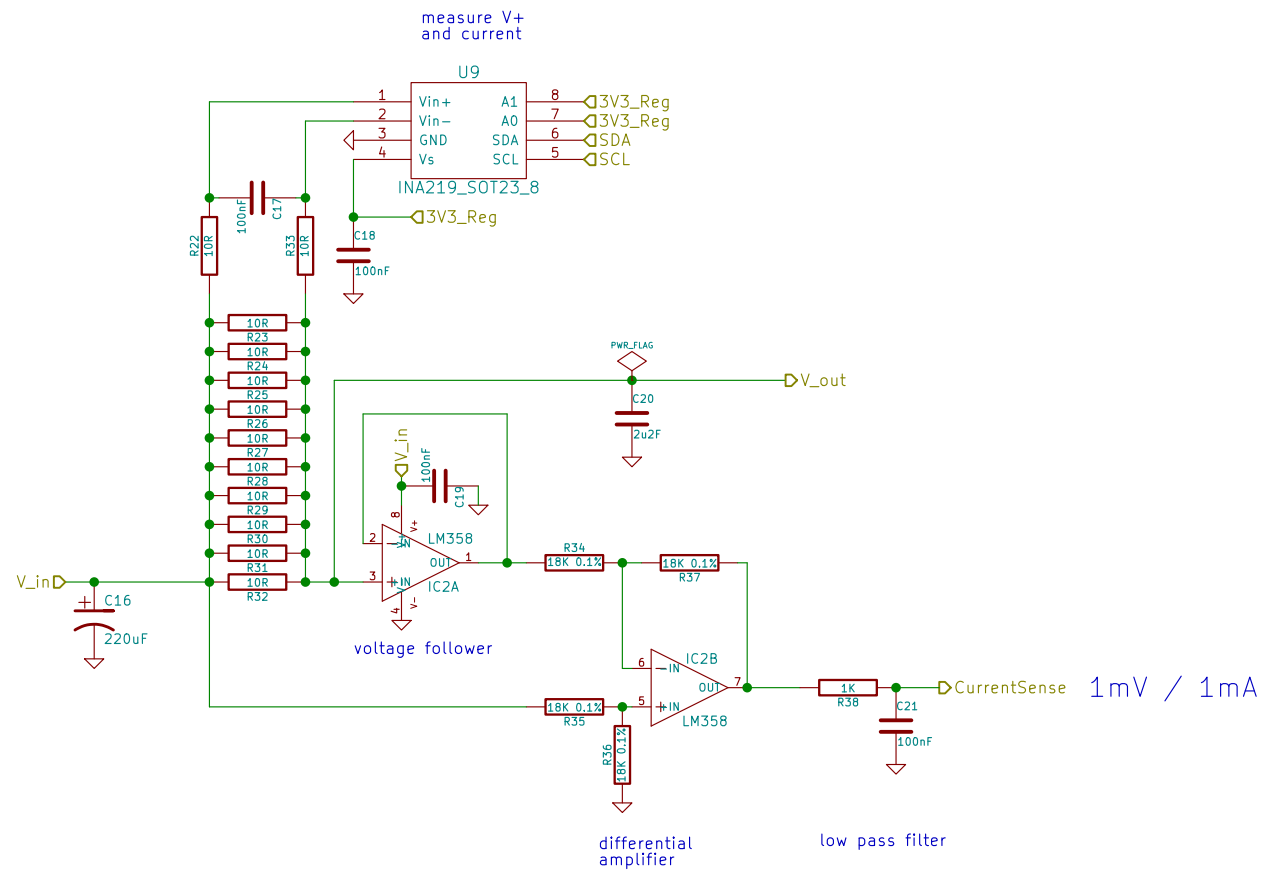 measure V+
and current
U9
1 Vin+ A1 8 3V3_Reg
2 Vin- A0 7 3V3_Reg
3 GND SDA 6 SDA
4 Vs SCL 5 SCL
INA219_SOT23_8
100nF C17
3V3_Reg
R22 10R
R33 10R
C18
100nF
10R
R23
10R
R24
10R
R25
10R
R26
10R
R27
10R
R28
10R
R29
10R
R30
10R
R31
10R
R32
PWR_FLAG
V_out
C20
2u2F
V_in
100nF
C19
8 V+
LM358
2 -IN
OUT 1
3 +IN
IC2A
4 V-
V_in
C16
220uF
voltage follower
R34
18K 0.1%
18K 0.1%
R37
IC2B
6 -IN
OUT 7
5 +IN
LM358
18K 0.1%
R35
R36 18K 0.1%
1K
R38
CurrentSense
1mV / 1mA
C21
100nF
differential
amplifier
low pass filter